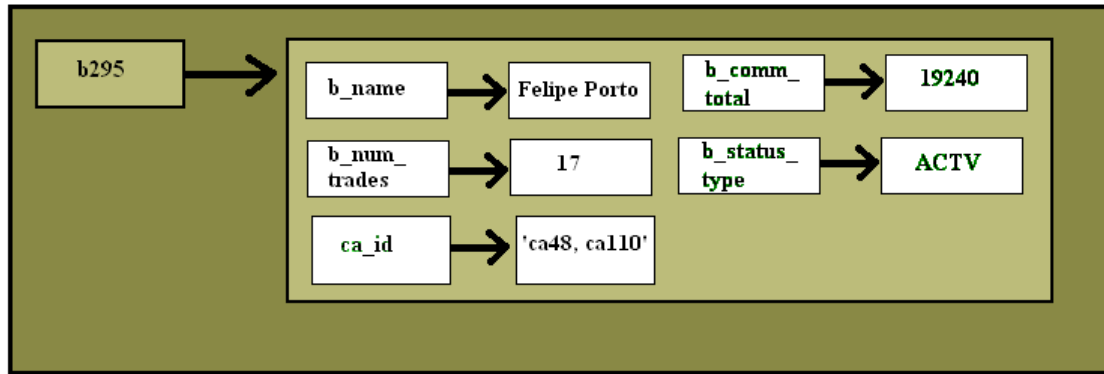 b295
b_name
Felipe Porto
b_comm_
total
19240
b_num_
trades
17
b_status_
type
ACTV
ca_id
'ca48, ca110'